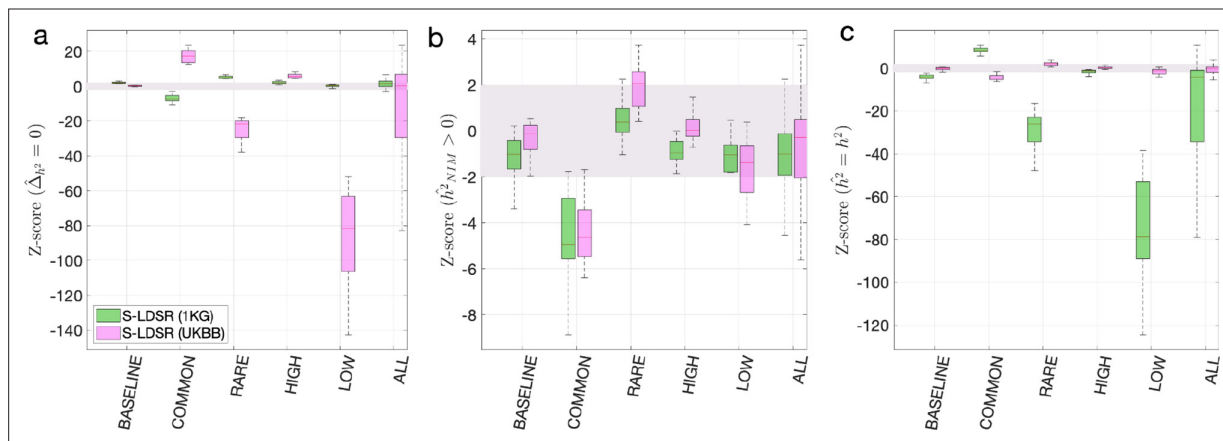 a
Z-score (Δ̂_h² = 0)
20
0
-20
-40
-60
-80
-100
-120
-140
S-LDSR (1KG)
S-LDSR (UKBB)
BASELINE
COMMON
RARE
HIGH
LOW
ALL
b
Z-score (ĥ²_NIM > 0)
4
2
0
-2
-4
-6
-8
BASELINE
COMMON
RARE
HIGH
LOW
ALL
c
Z-score (ĥ² = h²)
0
-20
-40
-60
-80
-100
-120
BASELINE
COMMON
RARE
HIGH
LOW
ALL